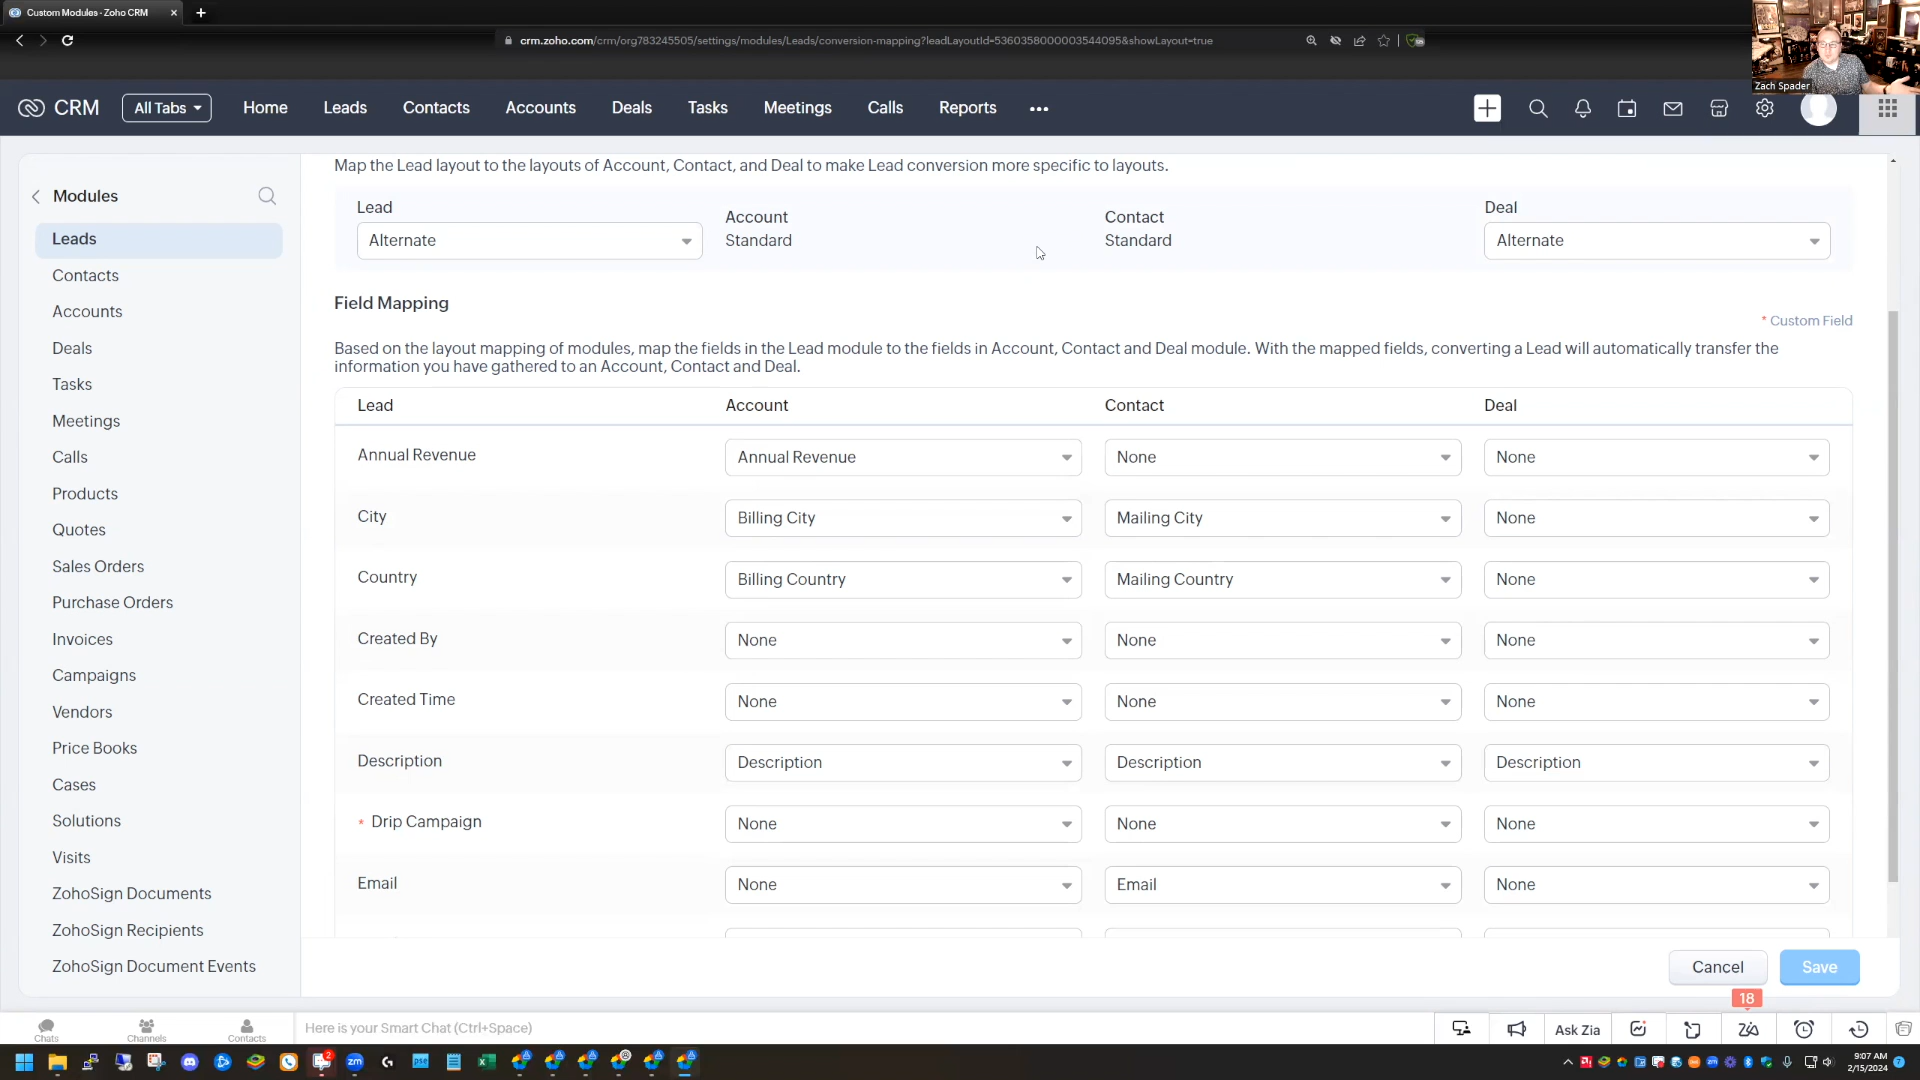 Custom Modules - Zoho CRM
crm.zoho.com/crm/org783245505/settings/modules/Leads/conversion-mapping?leadLayoutId=5360358000003544095&showLayout=true
Zach Spader
CRM
All Tabs
Home
Leads
Contacts
Accounts
Deals
Tasks
Meetings
Calls
Reports
Modules
Leads
Contacts
Accounts
Deals
Tasks
Meetings
Calls
Products
Quotes
Sales Orders
Purchase Orders
Invoices
Campaigns
Vendors
Price Books
Cases
Solutions
Visits
ZohoSign Documents
ZohoSign Recipients
ZohoSign Document Events
Map the Lead layout to the layouts of Account, Contact, and Deal to make Lead conversion more specific to layouts.
Lead Account Contact Deal
Alternate Standard Standard Alternate
Field Mapping
* Custom Field
Based on the layout mapping of modules, map the fields in the Lead module to the fields in Account, Contact and Deal module. With the mapped fields, converting a Lead will automatically transfer the
information you have gathered to an Account, Contact and Deal.
Lead Account Contact Deal
Annual Revenue Annual Revenue None None
City Billing City Mailing City None
Country Billing Country Mailing Country None
Created By None None None
Created Time None None None
Description Description Description Description
* Drip Campaign None None None
Email None Email None
Cancel
Save
18
Chats
Channels
Contacts
Here is your Smart Chat (Ctrl+Space)
Ask Zia
9:07 AM
2/15/2024